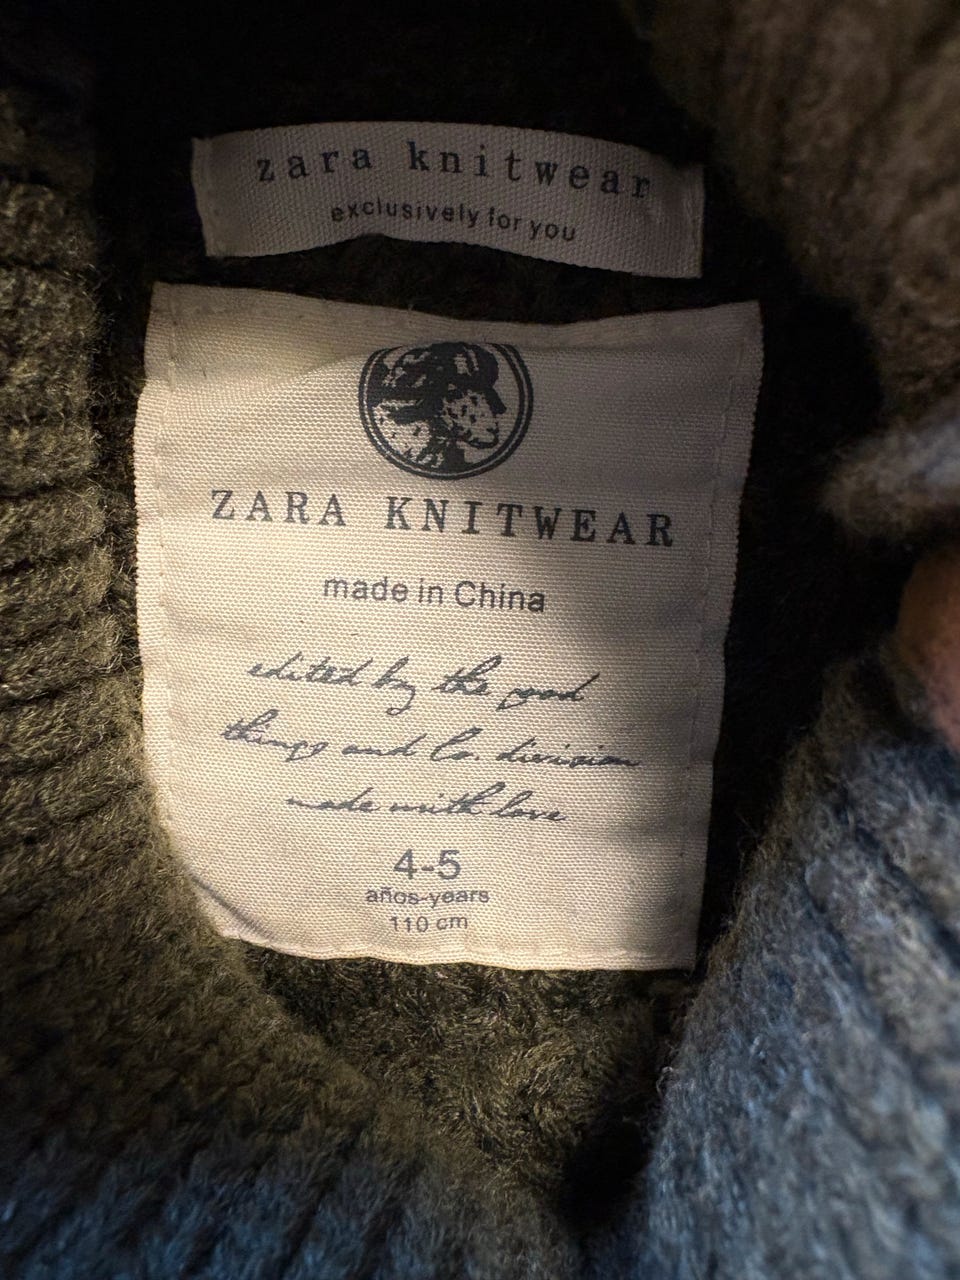 zara knitwear
exclusively for you
ZARA KNITWEAR
made in China
edited by the good
things and Co. division
made with love
4-5
años-years
110 cm